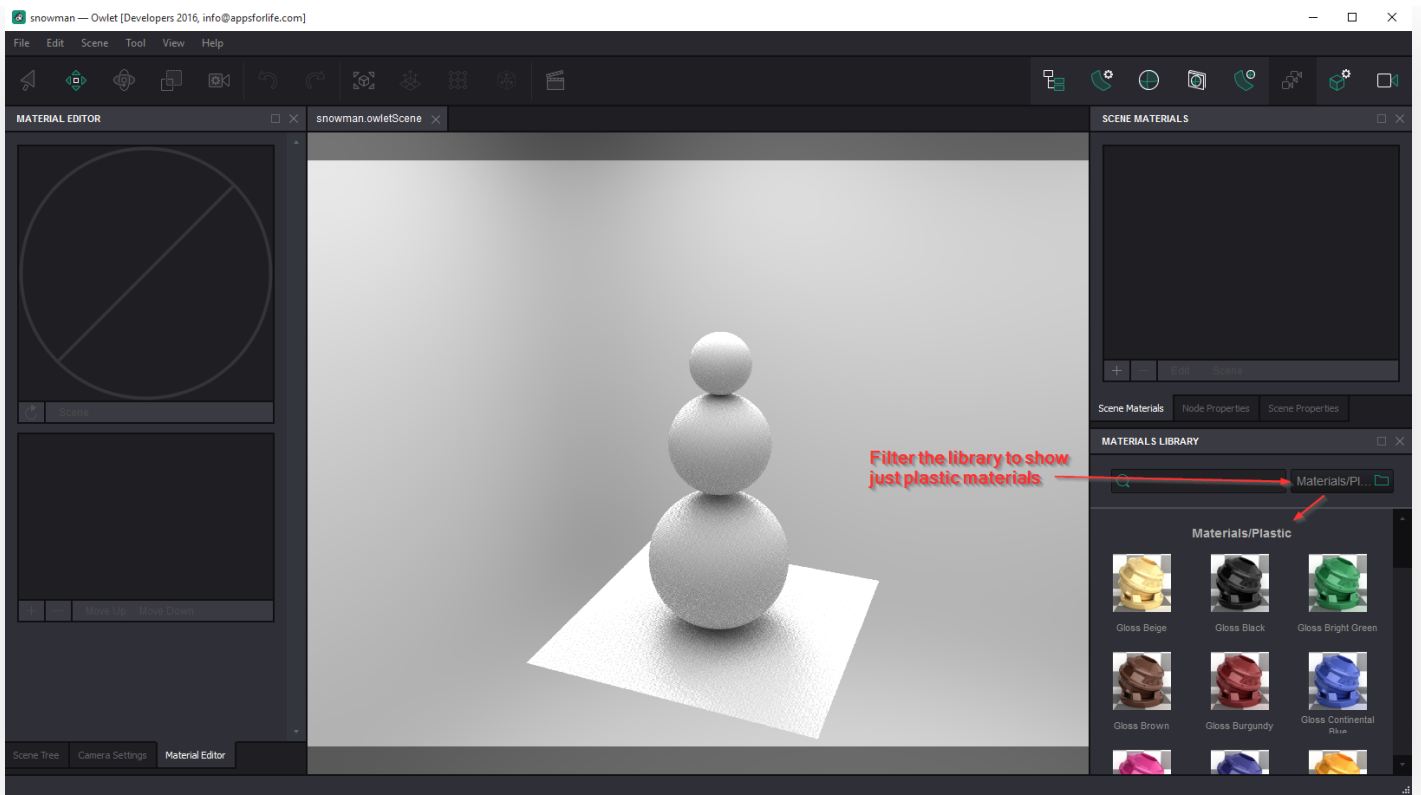 snowman — Owlet [Developers 2016, info@appsforlife.com]
File Edit Scene Tool View Help
MATERIAL EDITOR
snowman.owletScene
SCENE MATERIALS
Scene
Edit Scene
Scene Materials Node Properties Scene Properties
MATERIALS LIBRARY
Filter the library to show
just plastic materials
Materials/Pl...
Materials/Plastic
Gloss Beige Gloss Black Gloss Bright Green
Move Up Move Down
Gloss Brown Gloss Burgundy Gloss Continental
Blue
Scene Tree Camera Settings Material Editor